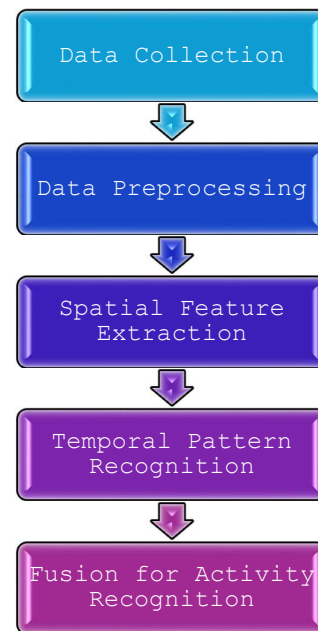 Data Collection
Data Preprocessing
Spatial Feature
Extraction
Temporal Pattern
Recognition
Fusion for Activity
Recognition